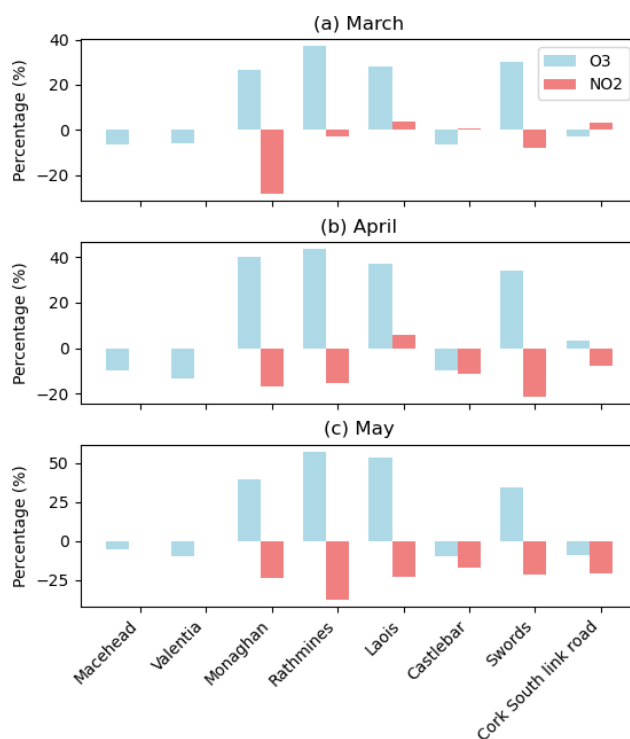 (a) March
Percentage (%)
40
20
0
−20
O3
NO2
(b) April
Percentage (%)
40
20
0
−20
(c) May
Percentage (%)
50
25
0
−25
Macehead
Valentia
Monaghan
Rathmines
Laois
Castlebar
Swords
Cork South link road